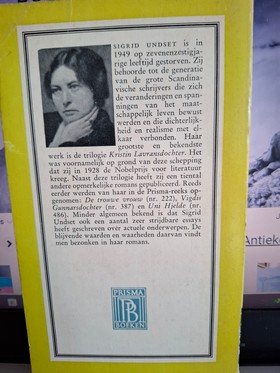 SIGRID UNDSET is in
1949 op zevenenzestigja-
rige leeftijd gestorven. Zij
behoorde tot de generatie
van de grote Scandinavi-
sche schrijvers die zich
de veranderingen en span-
ningen van het maat-
schappelijk leven bewust
werden en die dichterlijk-
heid en realisme met el-
kaar verbonden. Haar
grootste en bekendste
werk is de trilogie Kristin Lavransdochter. Het
was voornamelijk op grond van deze schepping
dat zij in 1928 de Nobelprijs voor literatuur
kreeg. Naast deze trilogie heeft zij een tiental
andere opmerkelijke romans gepubliceerd. Reeds
eerder werden van haar in de Prisma-reeks op-
genomen: De trouwe vrouw (nr. 222), Vigdis
Gunnarsdochter (nr. 387) en Uni Hjelde (nr.
486). Minder algemeen bekend is dat Sigrid
Undset ook een aantal zeer strijdbare essays
heeft geschreven over actuele onderwerpen. De
blijvende waarden en waarheden daarvan vindt
men bezonken in haar romans.
PRISMA
PB
BOEKEN
Antieke